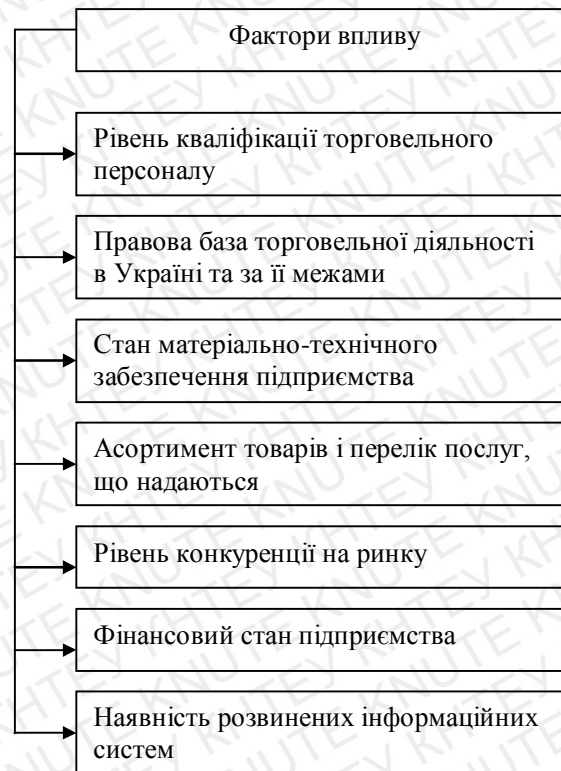 Фактори впливу
Рівень кваліфікації торговельного
персоналу
Правова база торговельної діяльності
в Україні та за її межами
Стан матеріально-технічного
забезпечення підприємства
Асортимент товарів і перелік послуг,
що надаються
Рівень конкуренції на ринку
Фінансовий стан підприємства
Наявність розвинених інформаційних
систем